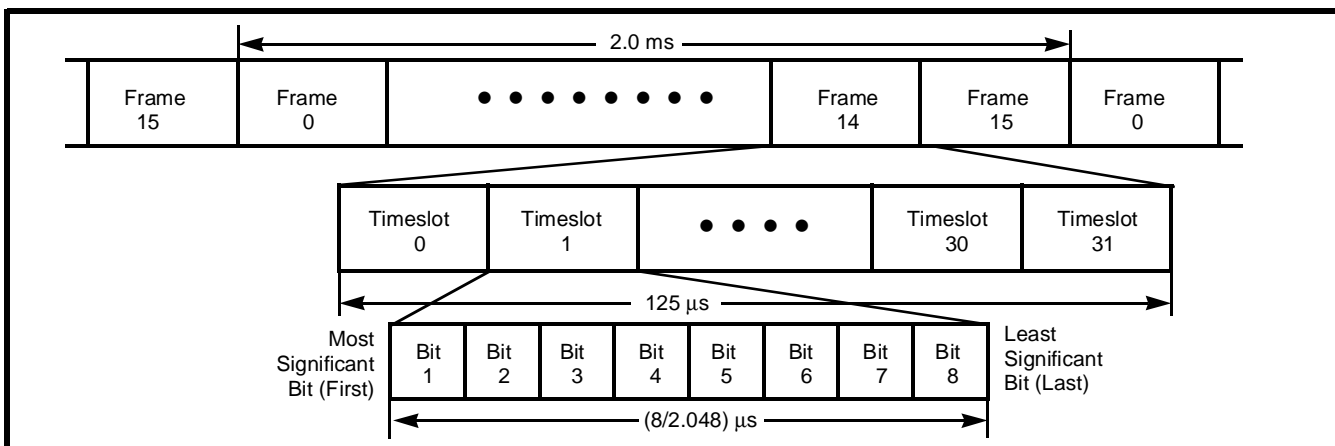 2.0 ms
Frame 15
Frame 0
Frame 14
Frame 15
Frame 0
Timeslot 0
Timeslot 1
Timeslot 30
Timeslot 31
125 μs
Most
Significant
Bit (First)
Bit 1
Bit 2
Bit 3
Bit 4
Bit 5
Bit 6
Bit 7
Bit 8
Least
Significant
Bit (Last)
(8/2.048) μs